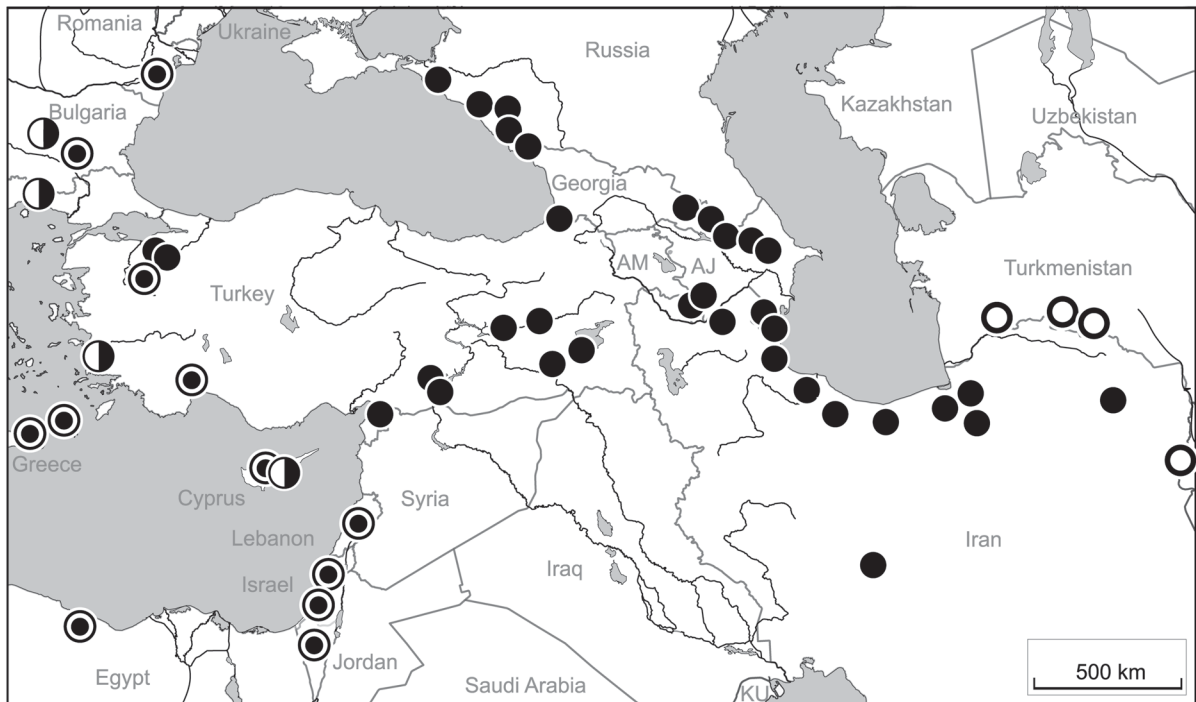 Romania
Ukraine
Russia
Kazakhstan
Uzbekistan
Bulgaria
Georgia
AM
AJ
Turkmenistan
Turkey
Greece
Cyprus
Syria
Lebanon
Iran
Iraq
Israel
Jordan
Egypt
Saudi Arabia
KU
500 km